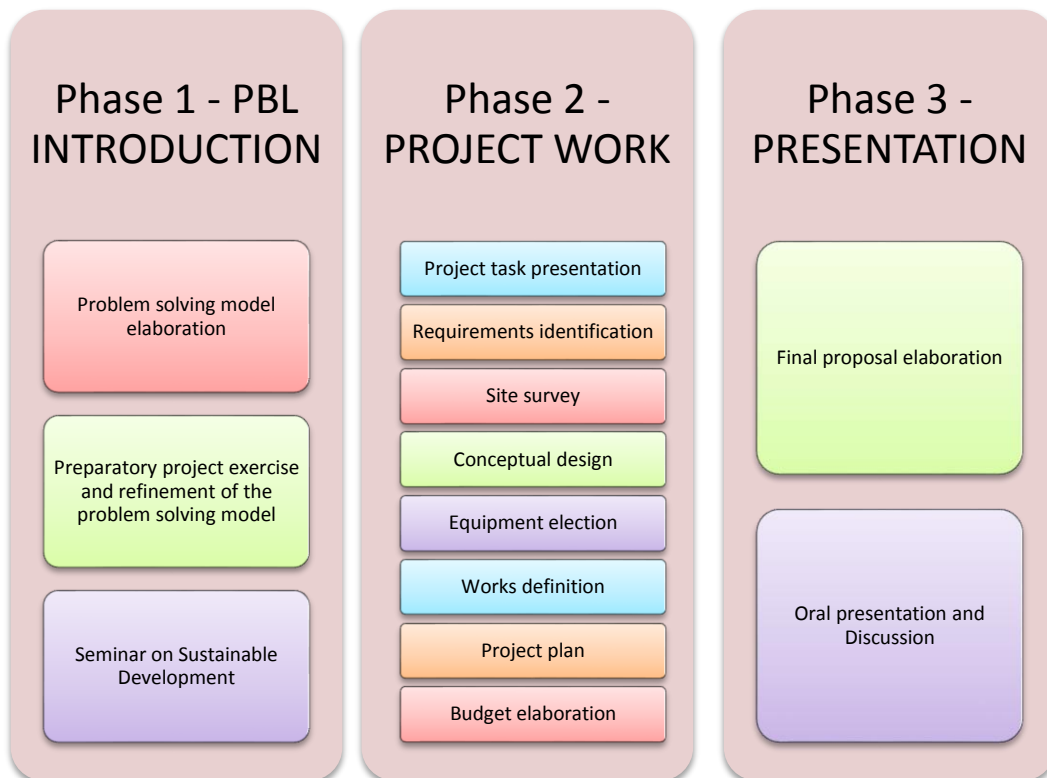 Phase 1 - PBL
INTRODUCTION
Problem solving model
elaboration
Preparatory project exercise
and refinement of the
problem solving model
Seminar on Sustainable
Development
Phase 2 -
PROJECT WORK
Project task presentation
Requirements identification
Site survey
Conceptual design
Equipment election
Works definition
Project plan
Budget elaboration
Phase 3 -
PRESENTATION
Final proposal elaboration
Oral presentation and
Discussion